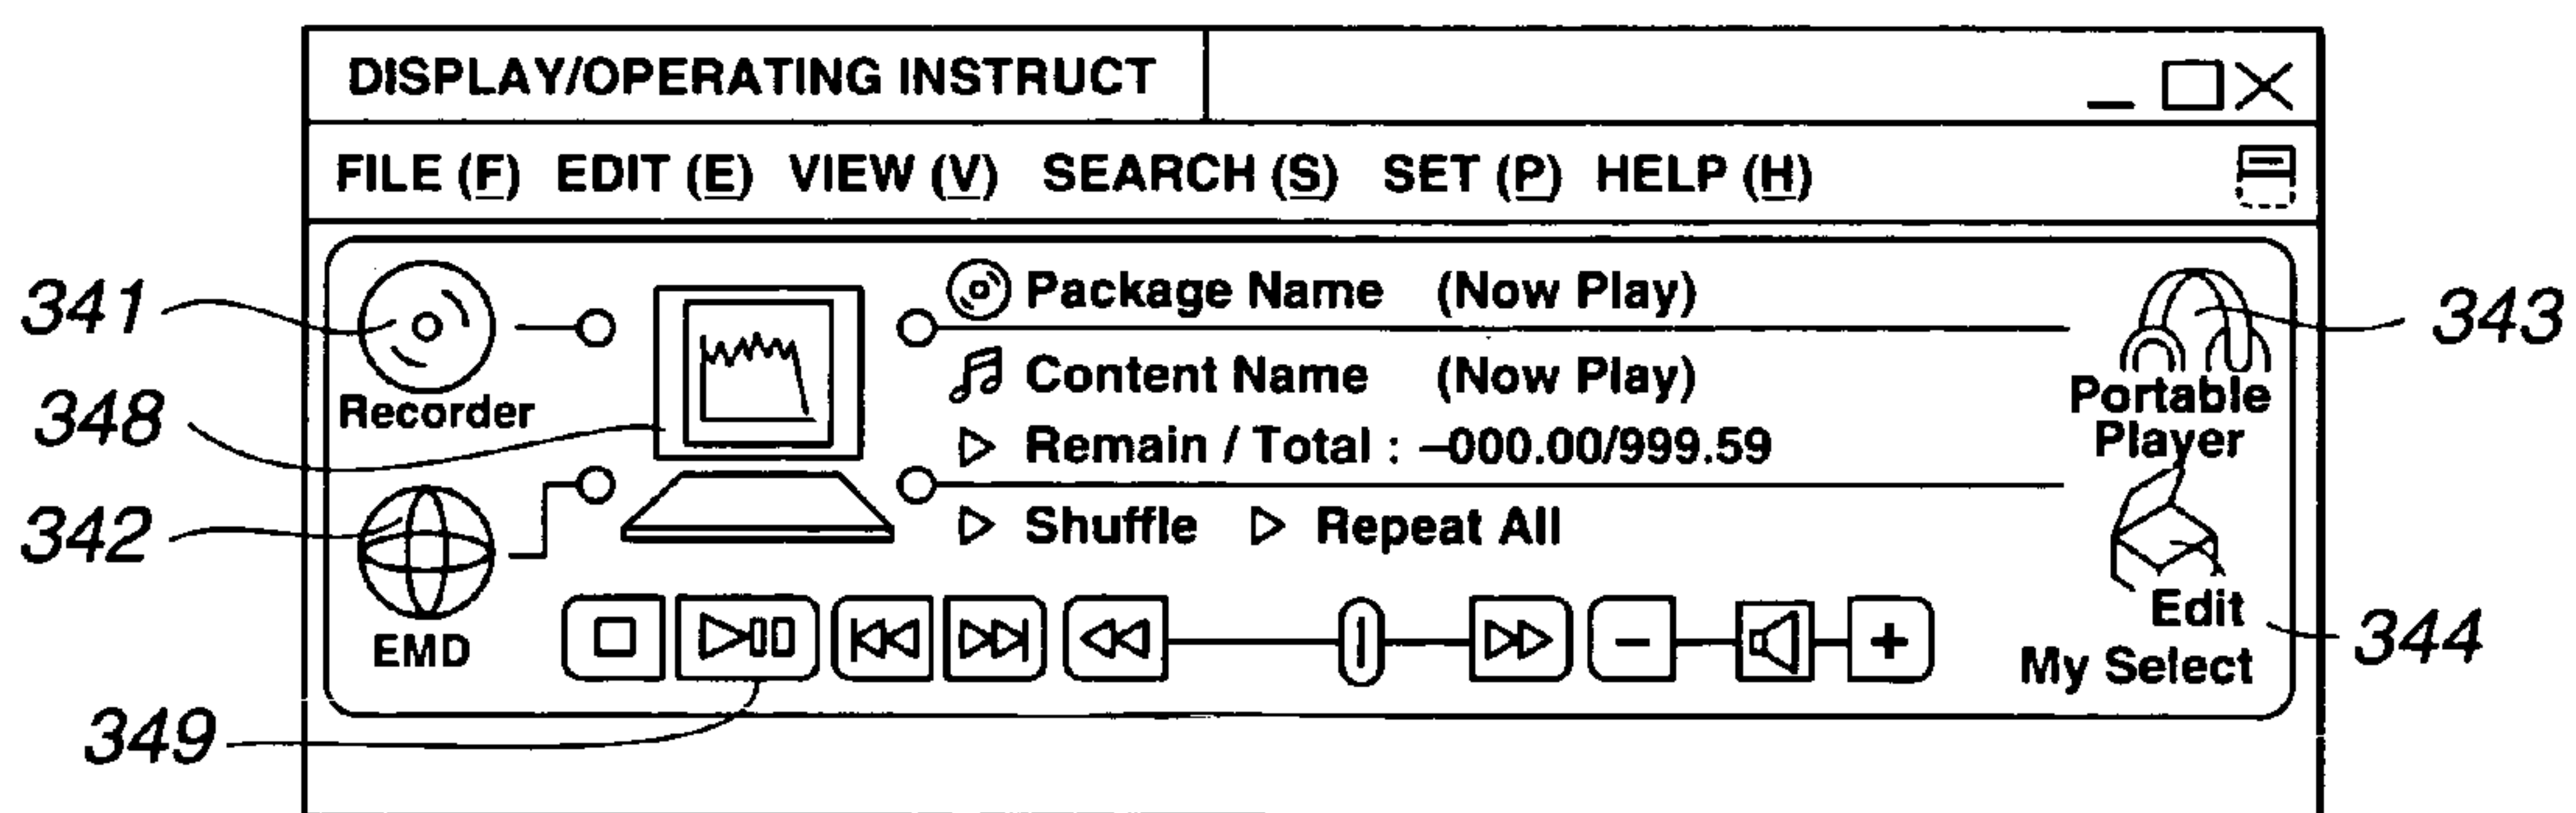 DISPLAY/OPERATING INSTRUCT
FILE (F) EDIT (E) VIEW (V) SEARCH (S) SET (P) HELP (H)
341
Package Name (Now Play)
343
Content Name (Now Play)
348
Recorder
Portable
Player
Remain / Total : –000.00/999.59
342
Shuffle Repeat All
Edit
344
EMD
My Select
349